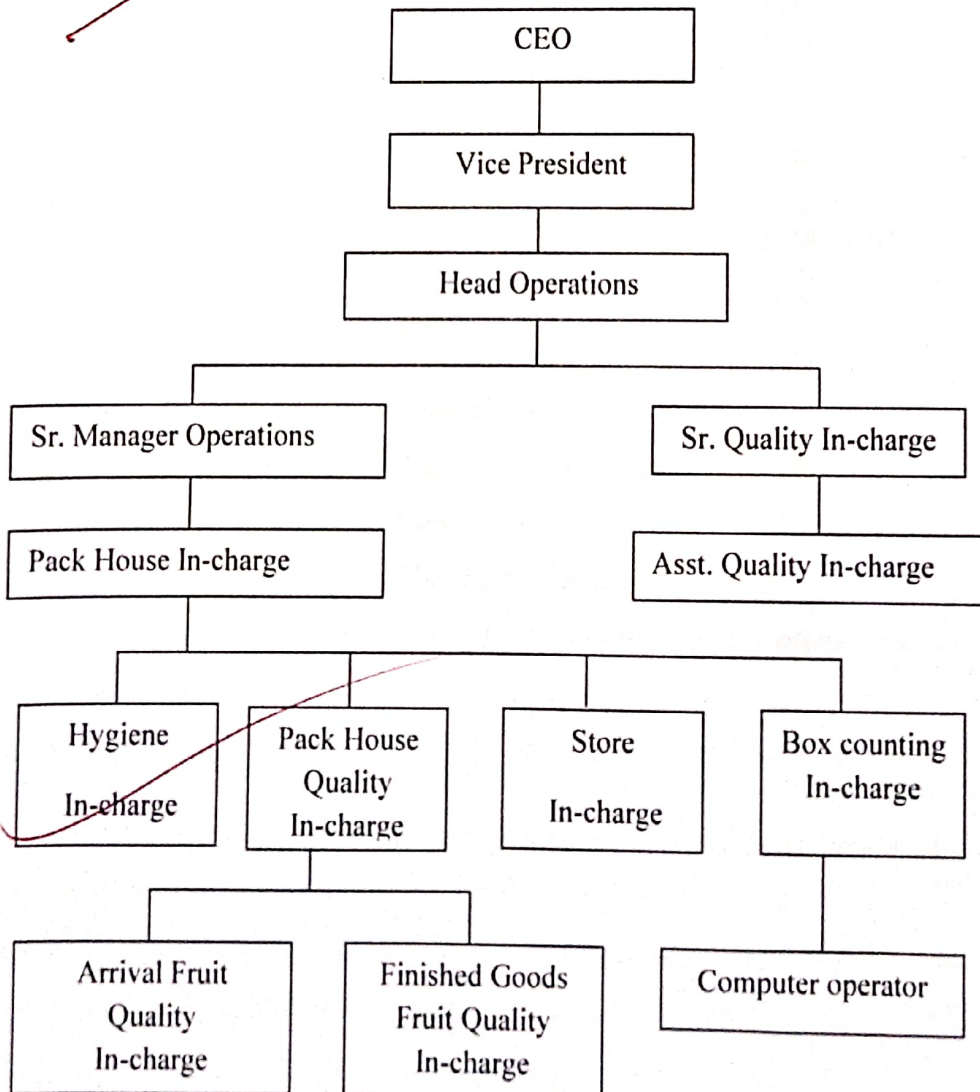 CEO
Vice President
Head Operations
Sr. Manager Operations
Sr. Quality In-charge
Pack House In-charge
Asst. Quality In-charge
Hygiene
In-charge
Pack House
Quality
In-charge
Store
In-charge
Box counting
In-charge
Arrival Fruit
Quality
In-charge
Finished Goods
Fruit Quality
In-charge
Computer operator